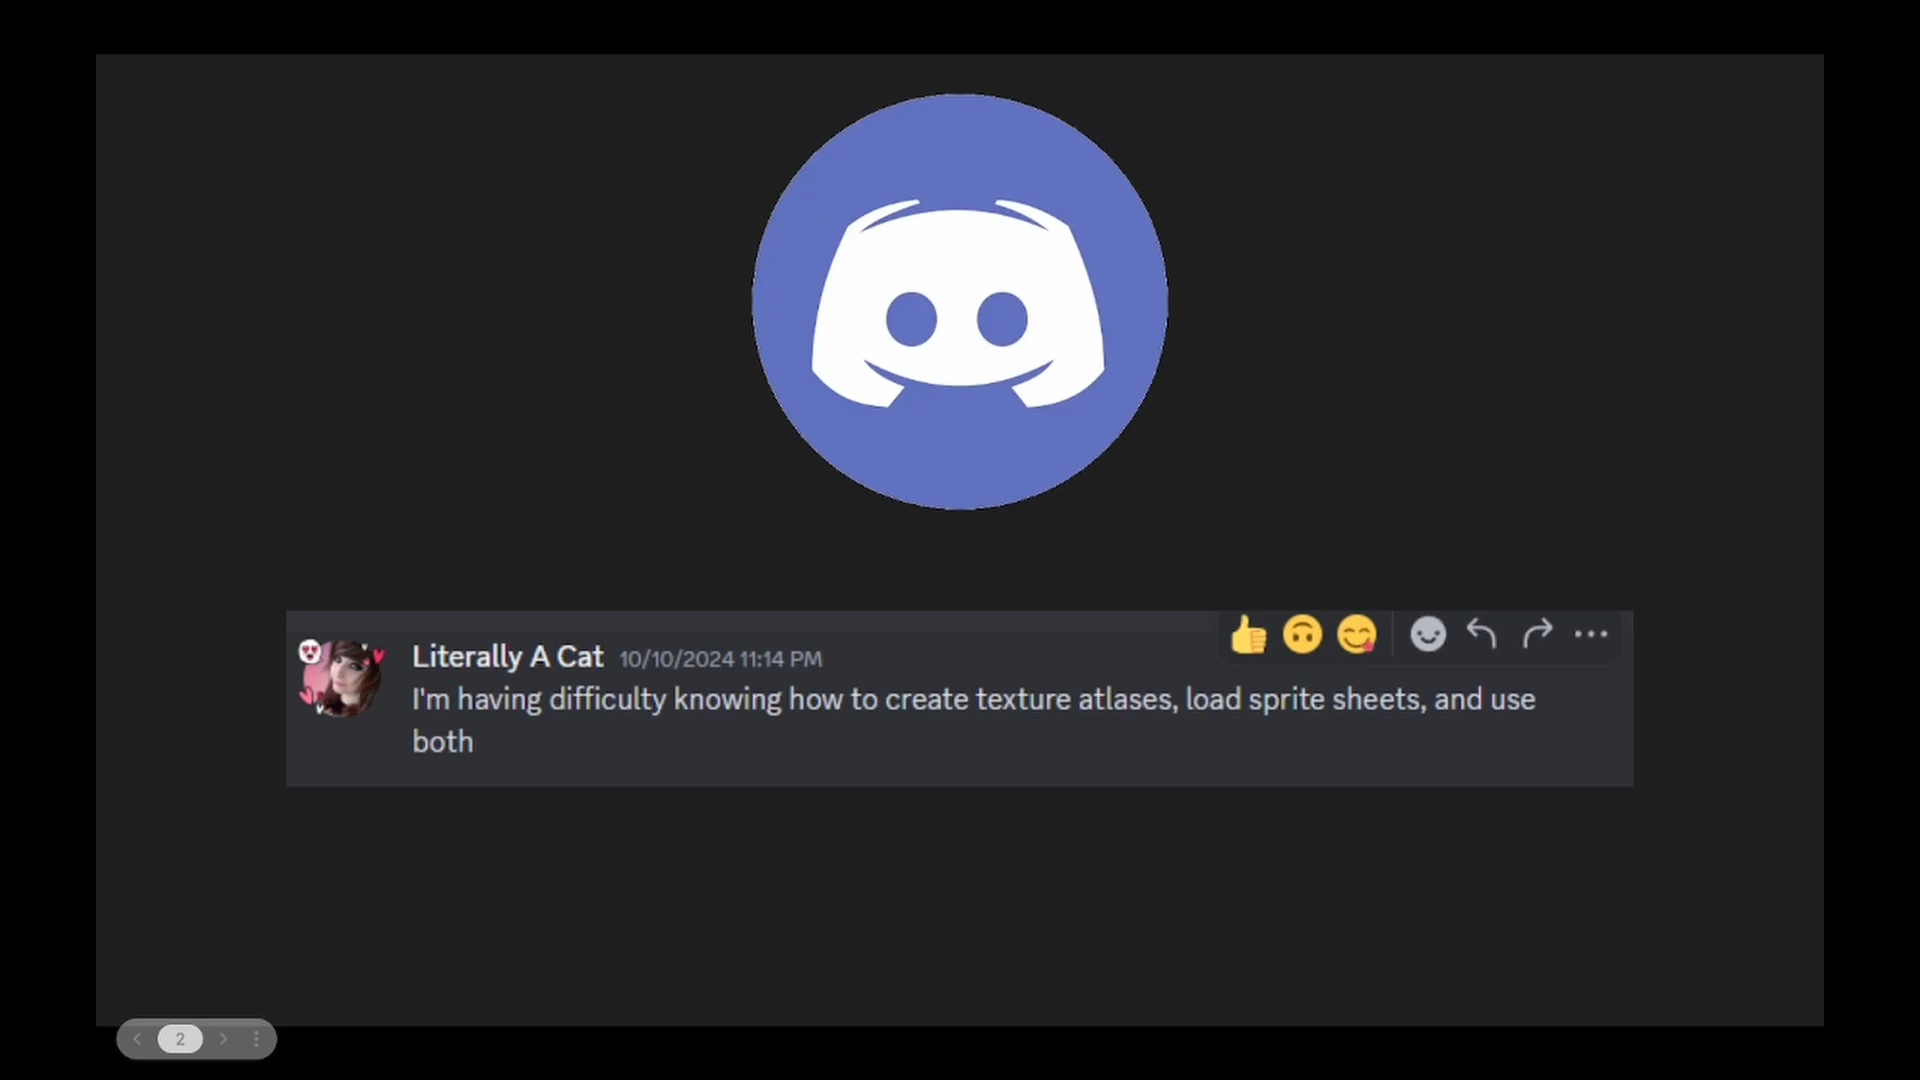 Literally A Cat 10/10/2024 11:14 PM
I'm having difficulty knowing how to create texture atlases, load sprite sheets, and use
both
2